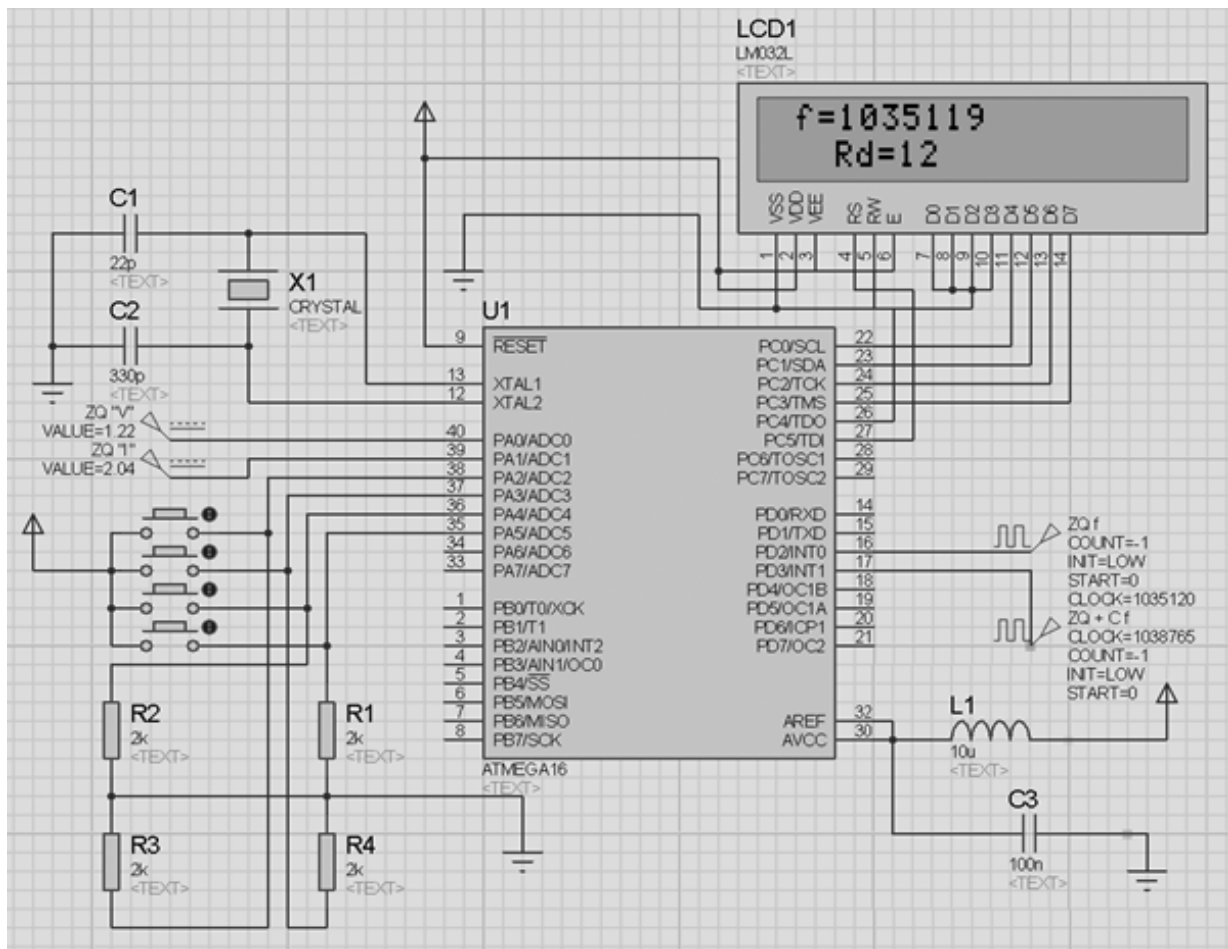 LCD1
LM032L
<TEXT>
f=1035119
Rd=12
VSS
VDD
VEE
RS
RW
E
D0
D1
D2
D3
D4
D5
D6
D7
1
2
3
4
5
6
7
8
9
10
11
12
13
14
C1
22p
<TEXT>
X1
CRYSTAL
<TEXT>
C2
330p
<TEXT>
U1
9 RESET
13 XTAL1
12 XTAL2
40 PA0/ADC0
39 PA1/ADC1
38 PA2/ADC2
37 PA3/ADC3
36 PA4/ADC4
35 PA5/ADC5
34 PA6/ADC6
33 PA7/ADC7
1 PB0/T0/XCK
2 PB1/T1
3 PB2/AIN0/INT2
4 PB3/AIN1/OC0
5 PB4/SS
6 PB5/MOSI
7 PB6/MISO
8 PB7/SCK
PC0/SCL 22
PC1/SDA 23
PC2/TCK 24
PC3/TMS 25
PC4/TDO 26
PC5/TDI 27
PC6/TOSC1 28
PC7/TOSC2 29
PD0/RXD 14
PD1/TXD 15
PD2/INT0 16
PD3/INT1 17
PD4/OC1B 18
PD5/OC1A 19
PD6/ICP1 20
PD7/OC2 21
AREF 32
AVCC 30
ATMEGA16
<TEXT>
ZQ "V"
VALUE=1.22
ZQ "I"
VALUE=2.04
ZQ f
COUNT=-1
INIT=LOW
START=0
CLOCK=1035120
ZQ + C f
CLOCK=1038765
COUNT=-1
INIT=LOW
START=0
R2
2k
<TEXT>
R1
2k
<TEXT>
R3
2k
<TEXT>
R4
2k
<TEXT>
L1
10u
<TEXT>
C3
100n
<TEXT>